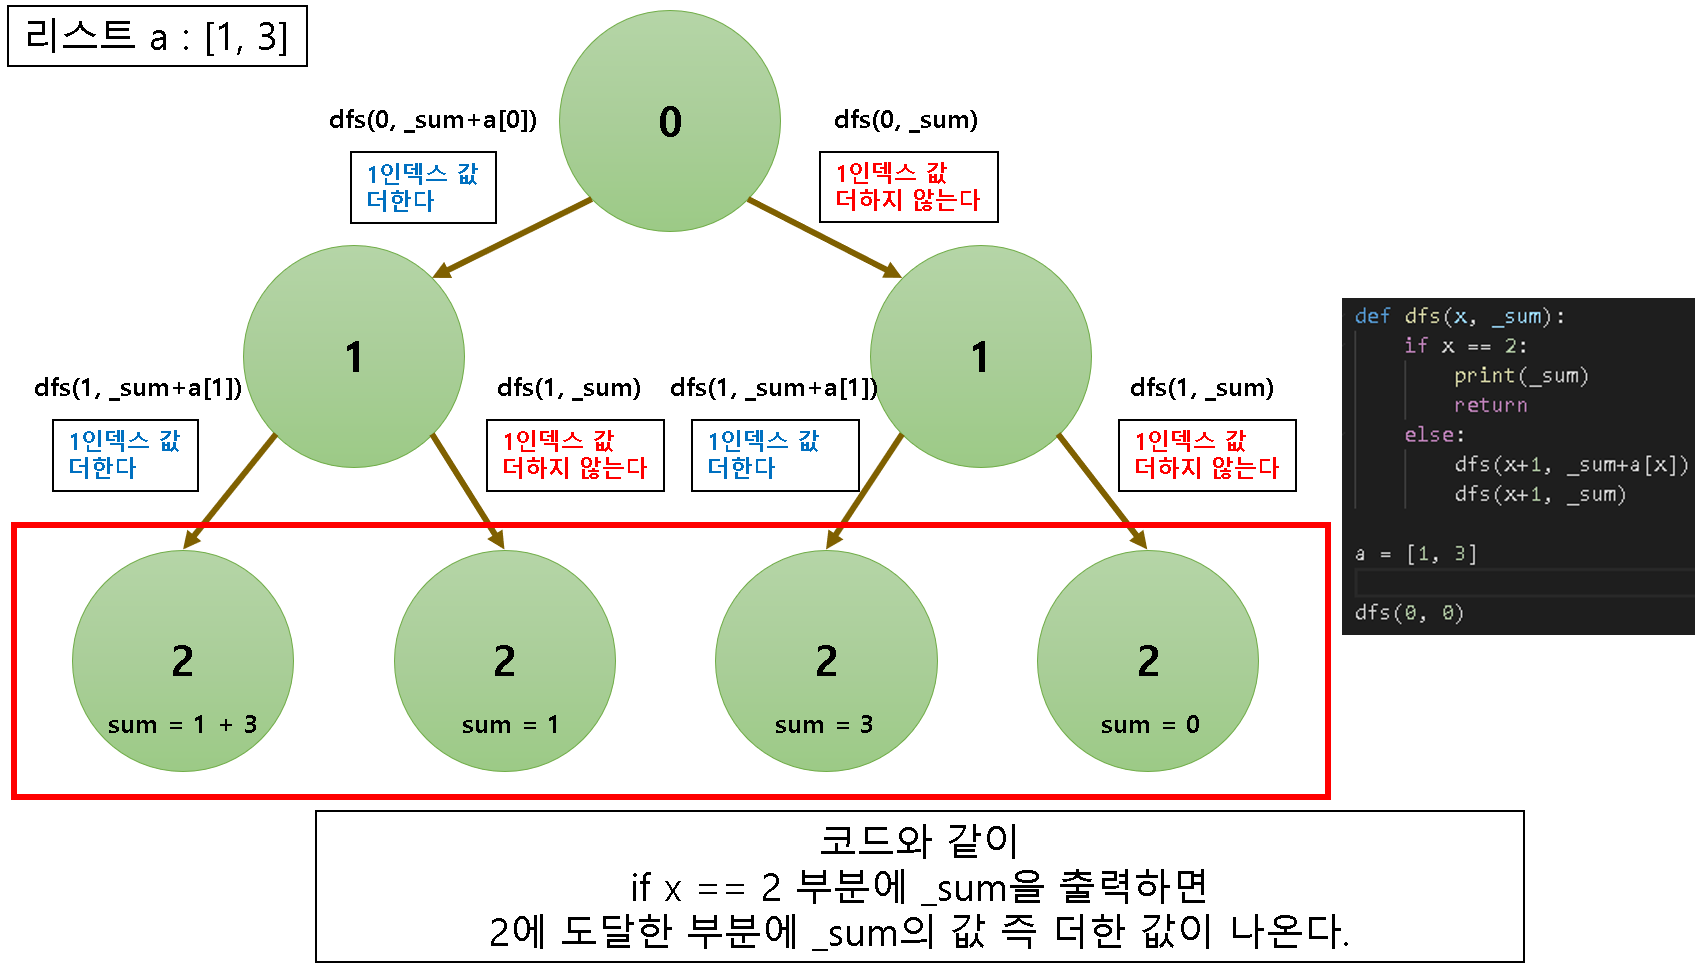 리스트 a : [1, 3]
0
dfs(0, _sum+a[0])
1인덱스 값
더한다
dfs(0, _sum)
1인덱스 값
더하지 않는다
1
1
dfs(1, _sum+a[1])
1인덱스 값
더한다
dfs(1, _sum)
1인덱스 값
더하지 않는다
dfs(1, _sum+a[1])
1인덱스 값
더한다
dfs(1, _sum)
1인덱스 값
더하지 않는다
2
sum = 1 + 3
2
sum = 1
2
sum = 3
2
sum = 0
def dfs(x, _sum):
    if x == 2:
        print(_sum)
        return
    else:
        dfs(x+1, _sum+a[x])
        dfs(x+1, _sum)
a = [1, 3]
dfs(0, 0)
코드와 같이
if x == 2 부분에 _sum을 출력하면
2에 도달한 부분에 _sum의 값 즉 더한 값이 나온다.